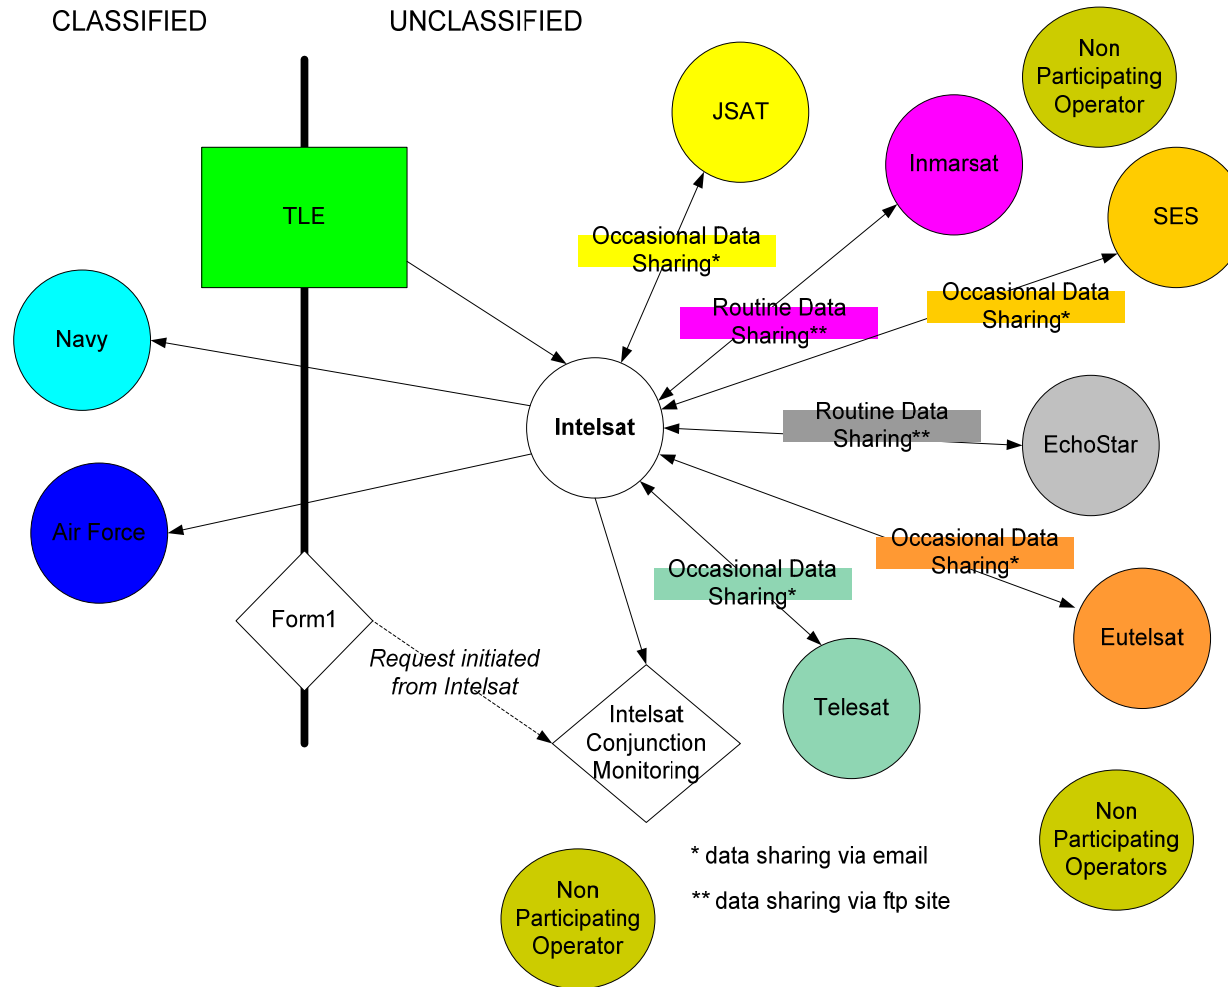 CLASSIFIED
UNCLASSIFIED
Non
Participating
Operator
JSAT
Inmarsat
TLE
SES
Occasional Data
Sharing*
Occasional Data
Sharing*
Routine Data
Sharing**
Navy
Intelsat
Routine Data
Sharing**
EchoStar
Air Force
Occasional Data
Sharing*
Occasional Data
Sharing*
Form1
Eutelsat
Request initiated
from Intelsat
Telesat
Intelsat
Conjunction
Monitoring
Non
Participating
Operators
* data sharing via email
** data sharing via ftp site
Non
Participating
Operator